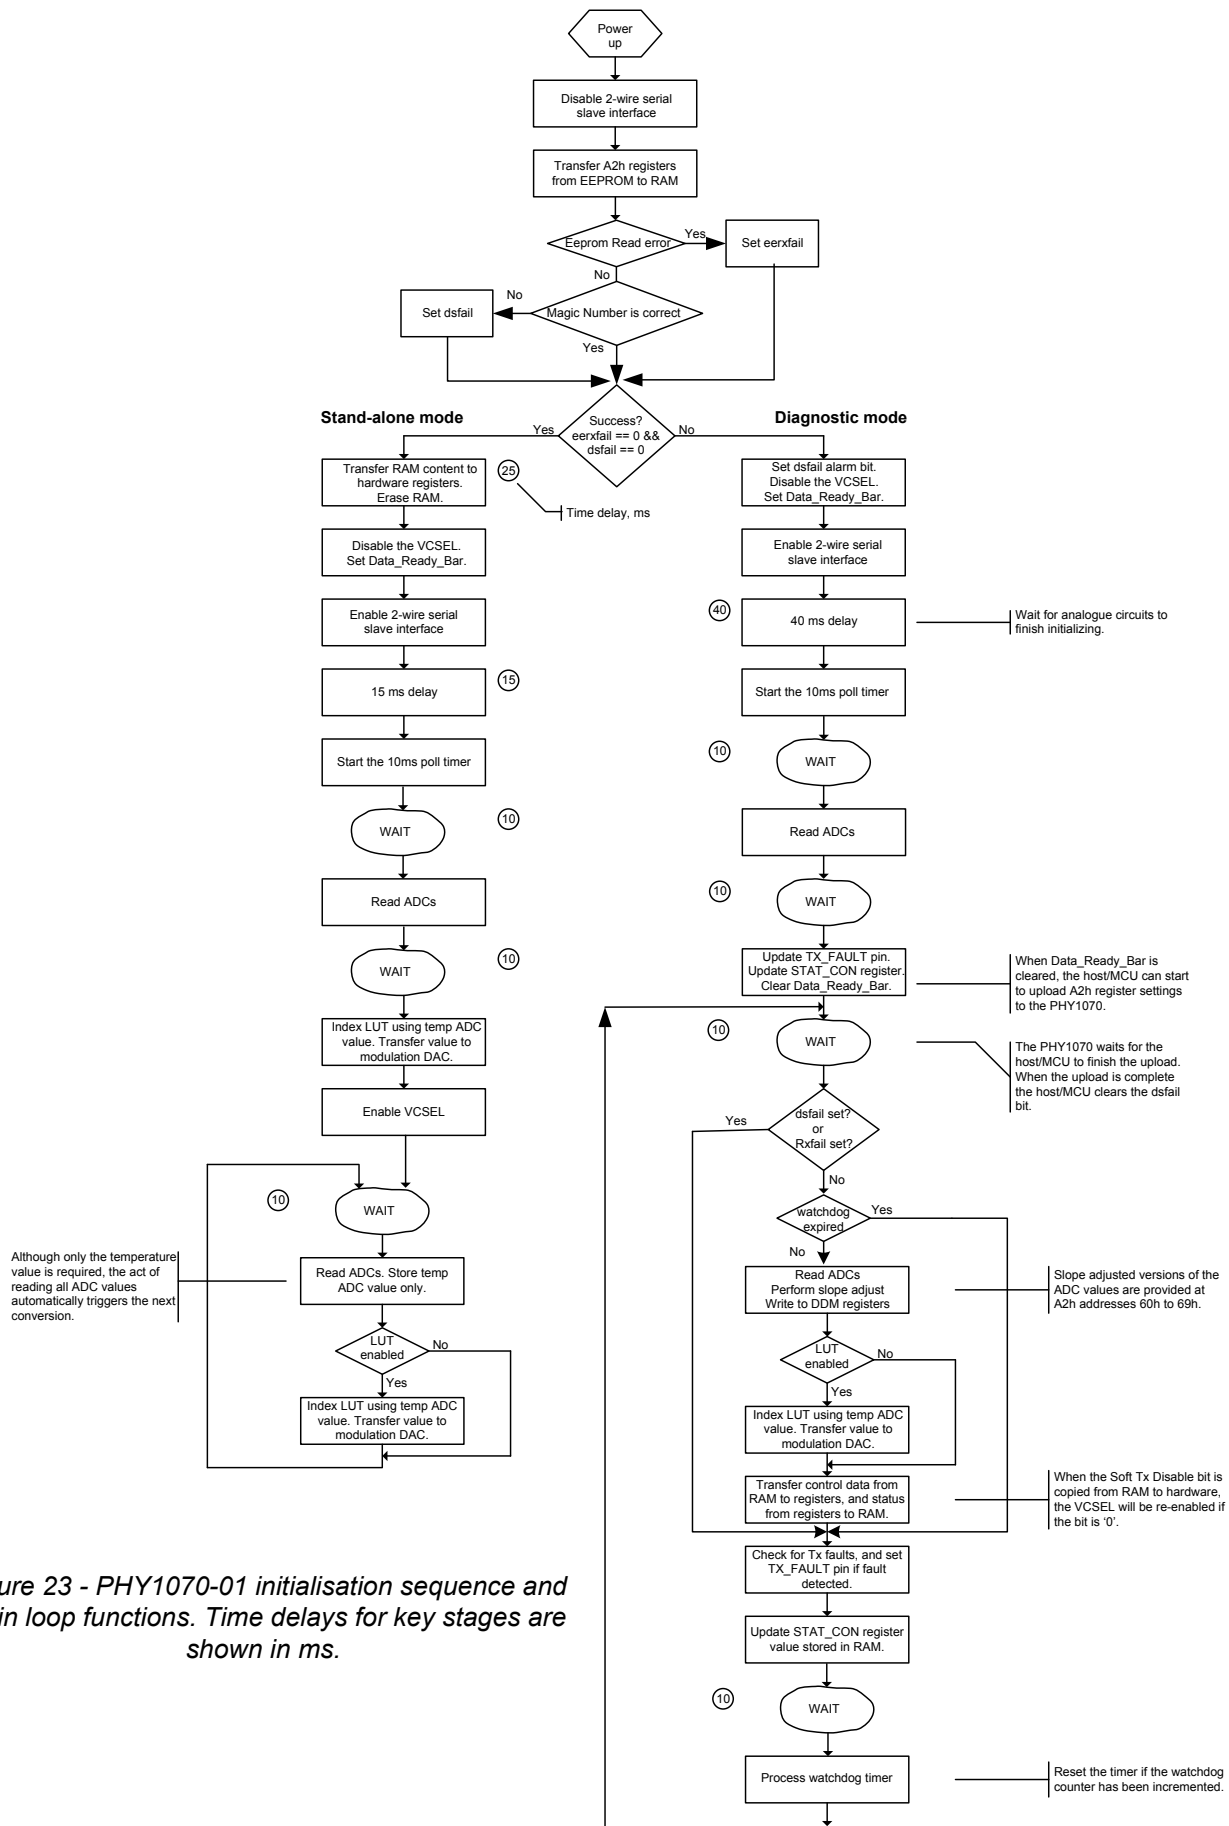 Power
up
Disable 2-wire serial
slave interface
Transfer A2h registers
from EEPROM to RAM
Eeprom Read error
Yes
Set eerxfail
No
No
Set dsfail
Magic Number is correct
Yes
Stand-alone mode
Diagnostic mode
Success?
eerxfail == 0 &&
dsfail == 0
Yes
No
Transfer RAM content to
hardware registers.
Erase RAM.
25
Time delay, ms
Disable the VCSEL.
Set Data_Ready_Bar.
Enable 2-wire serial
slave interface
15 ms delay
15
Start the 10ms poll timer
WAIT
10
Read ADCs
WAIT
10
Index LUT using temp ADC
value. Transfer value to
modulation DAC.
Enable VCSEL
10
WAIT
Although only the temperature
value is required, the act of
reading all ADC values
automatically triggers the next
conversion.
Read ADCs. Store temp
ADC value only.
LUT
enabled
No
Yes
Index LUT using temp ADC
value. Transfer value to
modulation DAC.
Set dsfail alarm bit.
Disable the VCSEL.
Set Data_Ready_Bar.
Enable 2-wire serial
slave interface
40
40 ms delay
Wait for analogue circuits to
finish initializing.
Start the 10ms poll timer
10
WAIT
Read ADCs
10
WAIT
Update TX_FAULT pin.
Update STAT_CON register.
Clear Data_Ready_Bar.
When Data_Ready_Bar is
cleared, the host/MCU can start
to upload A2h register settings
to the PHY1070.
10
WAIT
The PHY1070 waits for the
host/MCU to finish the upload.
When the upload is complete
the host/MCU clears the dsfail
bit.
Yes
dsfail set?
or
Rxfail set?
No
watchdog
expired
Yes
No
Read ADCs
Perform slope adjust
Write to DDM registers
Slope adjusted versions of the
ADC values are provided at
A2h addresses 60h to 69h.
LUT
enabled
No
Yes
Index LUT using temp ADC
value. Transfer value to
modulation DAC.
Transfer control data from
RAM to registers, and status
from registers to RAM.
When the Soft Tx Disable bit is
copied from RAM to hardware,
the VCSEL will be re-enabled if
the bit is ‘0’.
Check for Tx faults, and set
TX_FAULT pin if fault
detected.
Update STAT_CON register
value stored in RAM.
10
WAIT
Process watchdog timer
Reset the timer if the watchdog
counter has been incremented.
ure 23 - PHY1070-01 initialisation sequence and
in loop functions. Time delays for key stages are
shown in ms.